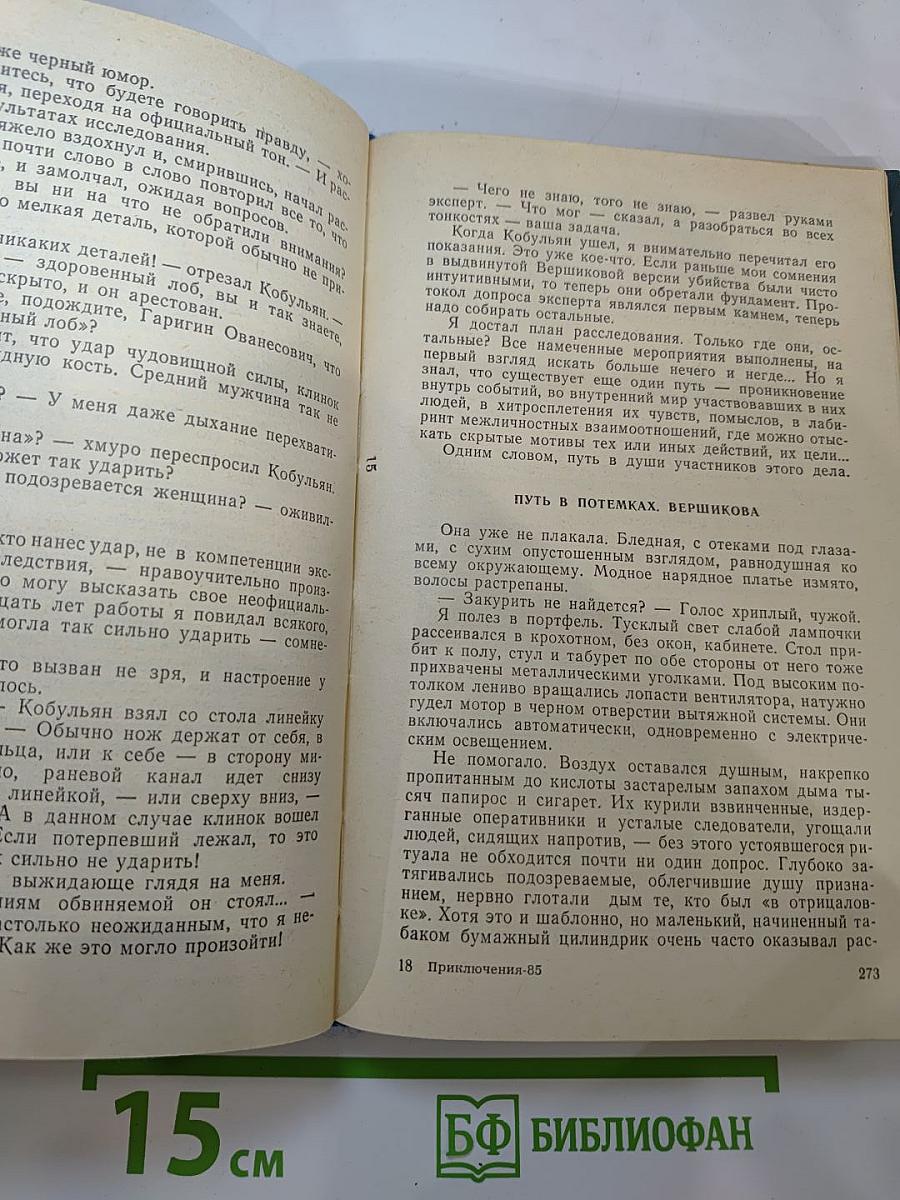 же черный юмор.
итесь, что будете говорить правду, — хо-
я, переходя на официальный тон. — И рас-
ультатах исследования.
яжело вздохнул и, смирившись, начал рас-
почти слово в слово повторил все то, что
, и замолчал, ожидая вопросов.
вы ни на что не обратили внимания?
о мелкая деталь, которой обычно не при-
никаких деталей! — отрезал Кобульян. —
— здоровенный лоб, вы и так знаете,
скрыто, и он арестован.
е, подождите, Гаригин Ованесович, что
ный лоб»?
ит, что удар чудовищной силы, клинок
удную кость. Средний мужчина так не
? — У меня даже дыхание перехвати-
на»? — хмуро переспросил Кобульян.
ожет так ударить?
подозревается женщина? — оживил-
кто нанес удар, не в компетенции экс-
ледствия, — нравоучительно произ-
о могу высказать свое неофициаль-
цать лет работы я повидал всякого,
могла так сильно ударить — сомне-
то вызван не зря, и настроение у
лось.
— Кобульян взял со стола линейку
— Обычно нож держат от себя, в
льца, или к себе — в сторону ми-
о, раневой канал идет снизу
линейкой, — или сверху вниз, —
А в данном случае клинок вошел
Если потерпевший лежал, то это
к сильно не ударить!
выжидающе глядя на меня.
ниям обвиняемой он стоял... —
астолько неожиданным, что я не-
Как же это могло произойти!
15
— Чего не знаю, того не знаю, — развел руками
эксперт. — Что мог — сказал, а разобраться во всех
тонкостях — ваша задача.
Когда Кобульян ушел, я внимательно перечитал его
показания. Это уже кое-что. Если раньше мои сомнения
в выдвинутой Вершиковой версии убийства были чисто
интуитивными, то теперь они обретали фундамент. Про-
токол допроса эксперта являлся первым камнем, теперь
надо собирать остальные.
Я достал план расследования. Только где они, ос-
тальные? Все намеченные мероприятия выполнены, на
первый взгляд искать больше нечего и негде... Но я
знал, что существует еще один путь — проникновение
внутрь событий, во внутренний мир участвовавших в них
людей, в хитросплетения их чувств, помыслов, в лаби-
ринт межличностных взаимоотношений, где можно отыс-
кать скрытые мотивы тех или иных действий, их цели...
Одним словом, путь в души участников этого дела.
ПУТЬ В ПОТЕМКАХ. ВЕРШИКОВА
Она уже не плакала. Бледная, с отеками под глаза-
ми, с сухим опустошенным взглядом, равнодушная ко
всему окружающему. Модное нарядное платье измято,
волосы растрепаны.
— Закурить не найдется? — Голос хриплый, чужой.
Я полез в портфель. Тусклый свет слабой лампочки
рассеивался в крохотном, без окон, кабинете. Стол при-
бит к полу, стул и табурет по обе стороны от него тоже
прихвачены металлическими уголками. Под высоким по-
толком лениво вращались лопасти вентилятора, натужно
гудел мотор в черном отверстии вытяжной системы. Они
включались автоматически, одновременно с электриче-
ским освещением.
Не помогало. Воздух оставался душным, накрепко
пропитанным до кислоты застарелым запахом дыма ты-
сяч папирос и сигарет. Их курили взвинченные, издер-
ганные оперативники и усталые следователи, угощали
людей, сидящих напротив, — без этого устоявшегося ри-
туала не обходится почти ни один допрос. Глубоко за-
тягивались подозреваемые, облегчившие душу призна-
нием, нервно глотали дым те, кто был «в отрицалов-
ке». Хотя это и шаблонно, но маленький, начиненный та-
баком бумажный цилиндрик очень часто оказывал рас-
18 Приключения-85
273
15 см
БФ БИБЛИОФАН